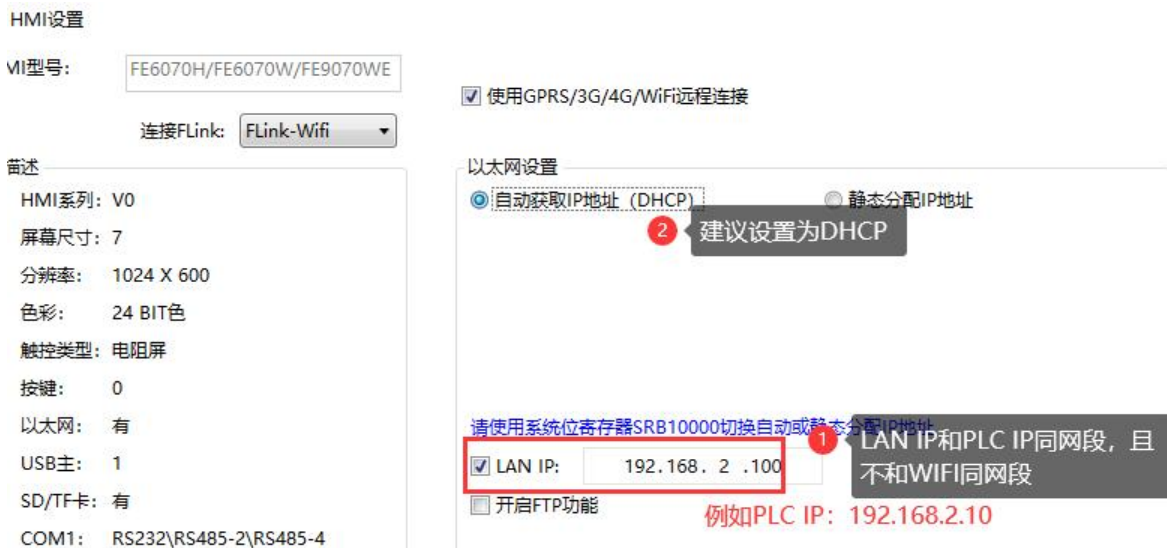 HMI设置
MI型号: FE6070H/FE6070W/FE9070WE
使用GPRS/3G/4G/WiFi远程连接
连接FLink: FLink-Wifi
描述
以太网设置
HMI系列: V0
自动获取IP地址（DHCP）
静态分配IP地址
屏幕尺寸: 7
2 建议设置为DHCP
分辨率: 1024 X 600
色彩: 24 BIT色
触控类型: 电阻屏
按键: 0
以太网: 有
请使用系统位寄存器SRB10000切换自动或静态分配IP地址
1 LAN IP和PLC IP同网段，且
不和WIFI同网段
USB主: 1
LAN IP: 192.168. 2 .100
SD/TF卡: 有
开启FTP功能
例如PLC IP：192.168.2.10
COM1: RS232\RS485-2\RS485-4